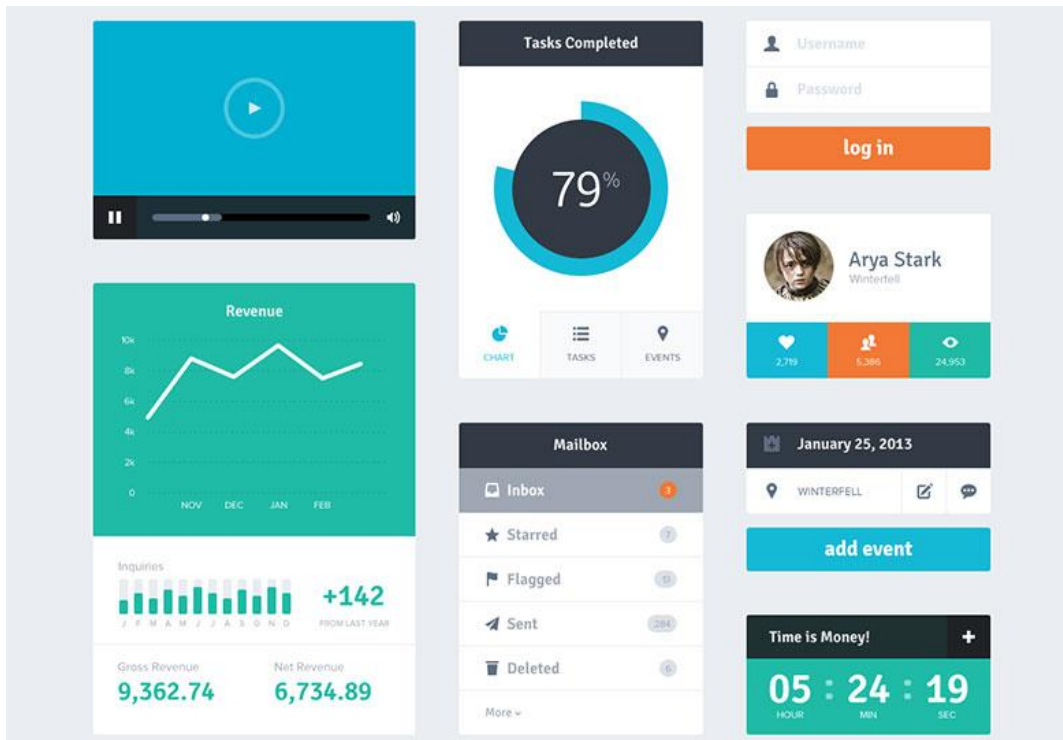 Revenue
10k
8k
6k
4k
2k
0
NOV DEC JAN FEB
Inquiries
J F M A M J J A S O N D
+142
FROM LAST YEAR
Gross Revenue
9,362.74
Net Revenue
6,734.89
Tasks Completed
79%
CHART
TASKS
EVENTS
Mailbox
Inbox 3
Starred 7
Flagged
Sent 284
Deleted 6
More
Username
Password
log in
Arya Stark
Winterfell
2,719
5,386
24,953
January 25, 2013
WINTERFELL
add event
Time is Money!
05 : 24 : 19
HOUR MIN SEC